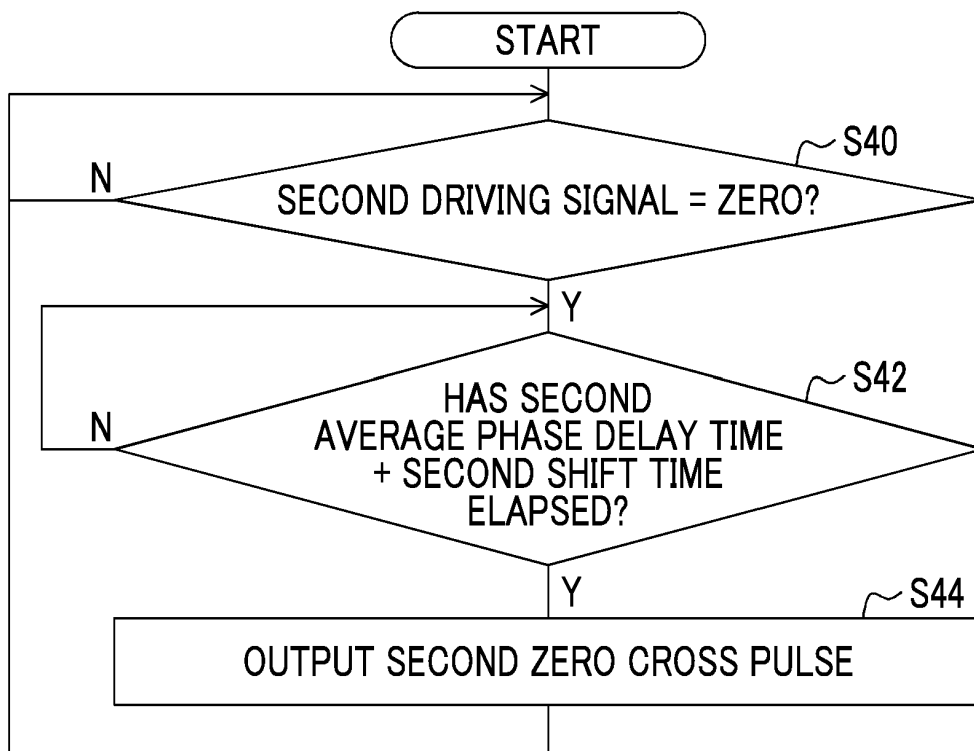 START
S40
N
SECOND DRIVING SIGNAL = ZERO?
Y
S42
N
HAS SECOND
AVERAGE PHASE DELAY TIME
+ SECOND SHIFT TIME
ELAPSED?
Y
S44
OUTPUT SECOND ZERO CROSS PULSE